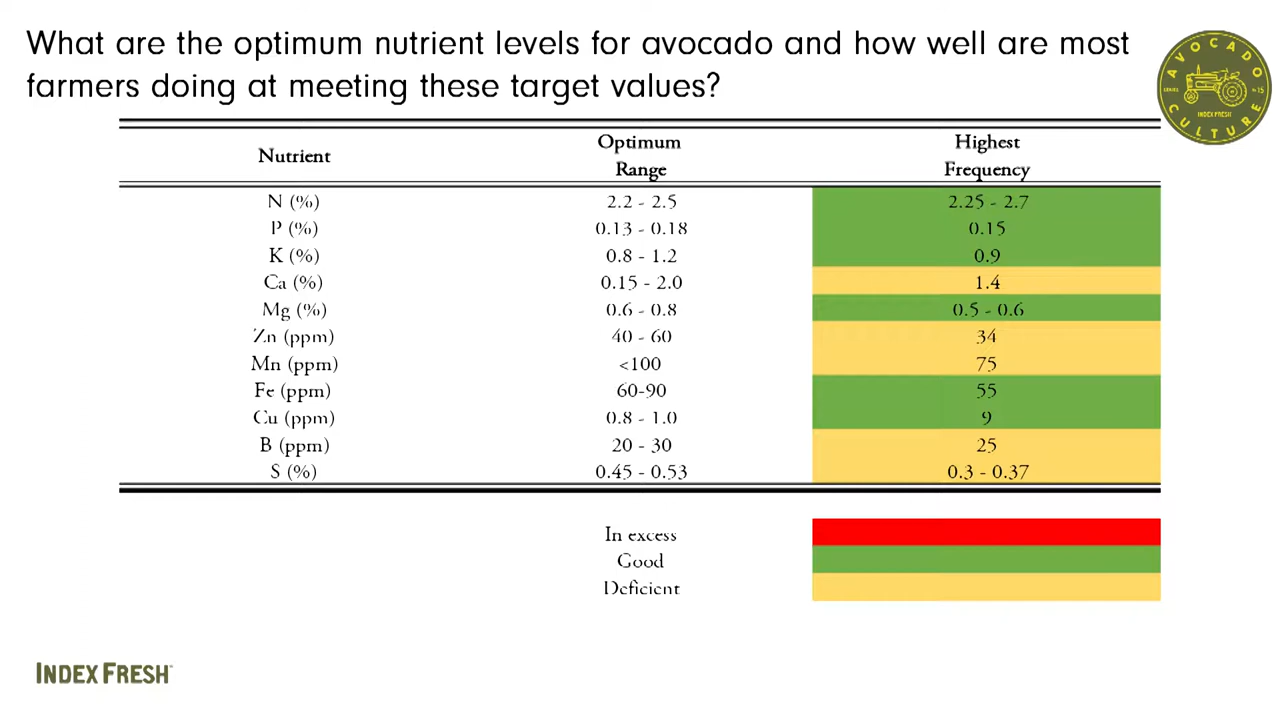 What are the optimum nutrient levels for avocado and how well are most
farmers doing at meeting these target values?
AVOCADO
SERIES No 15
INDEX FRESH
CULTURE
Nutrient Optimum Range Highest Frequency
N (%) 2.2 - 2.5 2.25 - 2.7
P (%) 0.13 - 0.18 0.15
K (%) 0.8 - 1.2 0.9
Ca (%) 0.15 - 2.0 1.4
Mg (%) 0.6 - 0.8 0.5 - 0.6
Zn (ppm) 40 - 60 34
Mn (ppm) <100 75
Fe (ppm) 60-90 55
Cu (ppm) 0.8 - 1.0 9
B (ppm) 20 - 30 25
S (%) 0.45 - 0.53 0.3 - 0.37
In excess
Good
Deficient
INDEX FRESH